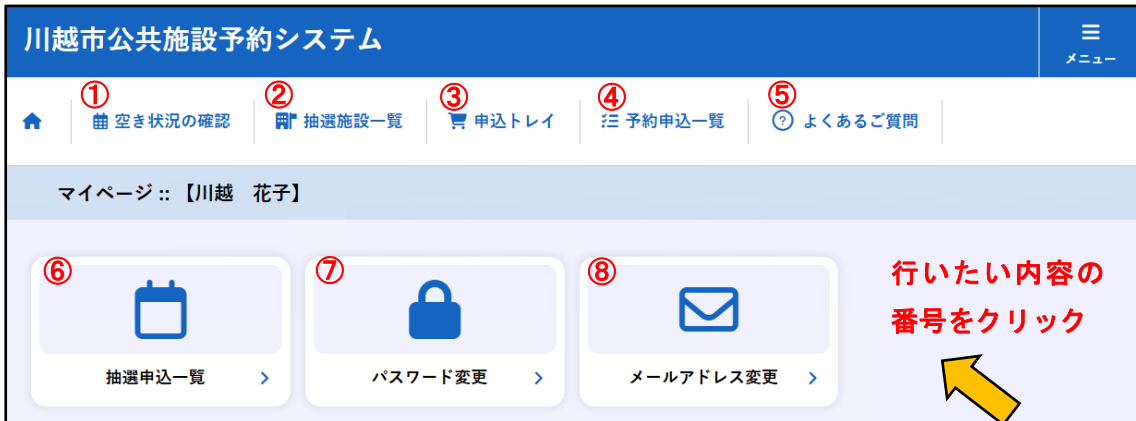 川越市公共施設予約システム
メニュー
① ② ③ ④ ⑤
空き状況の確認 抽選施設一覧 申込トレイ 予約申込一覧 よくあるご質問
マイページ :: 【川越　花子】
⑥ ⑦ ⑧
抽選申込一覧 パスワード変更 メールアドレス変更
行いたい内容の
番号をクリック